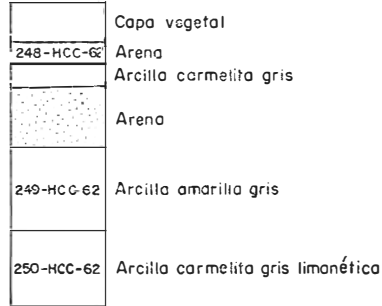 Capa vegetal
248-HCC-62 Arena
Arcilla carmelita gris
Arena
249-HCC-62 Arcilla amarilla gris
250-HCC-62 Arcilla carmelita gris limonética